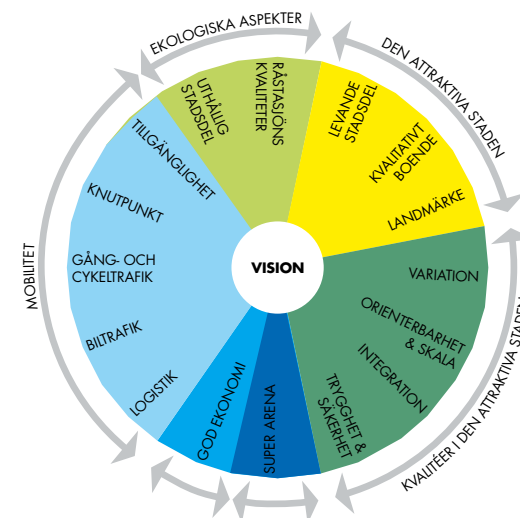 EKOLOGISKA ASPEKTER
DEN ATTRAKTIVA STADEN
KVALITÉER I DEN ATTRAKTIVA STADEN
MOBILITET
UTHÅLLIG
STADSDEL
RÅSTASJÖNS
KVALITETER
LEVANDE
STADSDEL
KVALITATIVT
BOENDE
LANDMÄRKE
VARIATION
ORIENTERBARHET
& SKALA
INTEGRATION
TRYGGHET &
SÄKERHET
SUPER ARENA
GOD EKONOMI
LOGISTIK
BILTRAFIK
GÅNG- OCH
CYKELTRAFIK
KNUTPUNKT
TILLGÄNGLIGHET
VISION